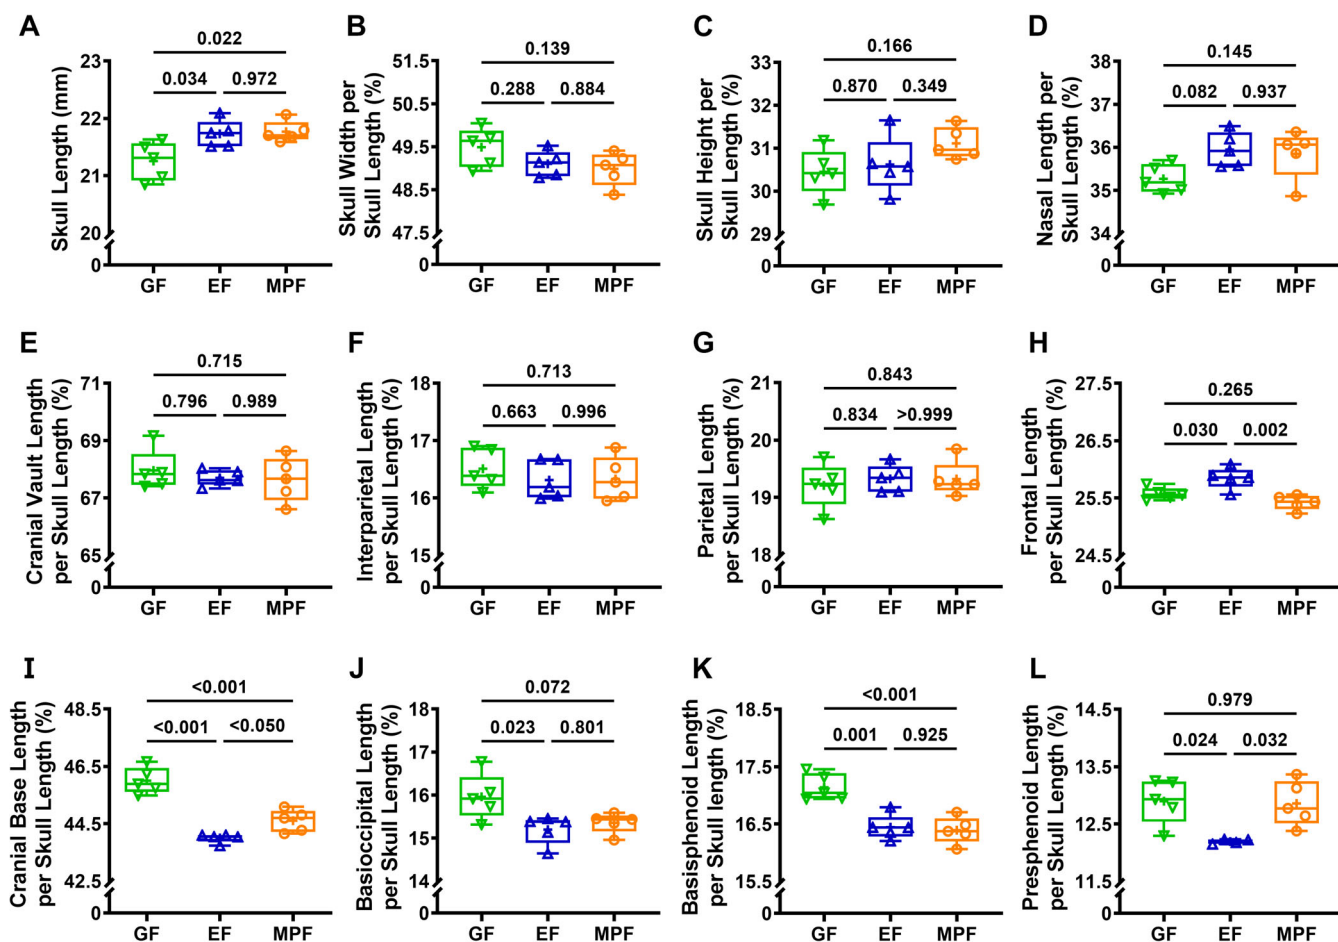 A
0.022
0.034
0.972
Skull Length (mm)
23
22
21
20
0
GF
EF
MPF
B
0.139
0.288
0.884
Skull Width per
Skull Length (%)
51.5
50.5
49.5
48.5
47.5
0
GF
EF
MPF
C
0.166
0.870
0.349
Skull Height per
Skull Length (%)
33
32
31
30
29
0
GF
EF
MPF
D
0.145
0.082
0.937
Nasal Length per
Skull Length (%)
38
36
35
34
0
GF
EF
MPF
E
0.715
0.796
0.989
Cranial Vault Length
per Skull Length (%)
71
69
67
65
0
GF
EF
MPF
F
0.713
0.663
0.996
Interparietal Length
per Skull Length (%)
18
17
16
15
0
GF
EF
MPF
G
0.843
0.834
>0.999
Parietal Length
per Skull Length (%)
21
20
19
18
0
GF
EF
MPF
H
0.265
0.030
0.002
Frontal Length
per Skull Length (%)
27.5
26.5
25.5
24.5
0
GF
EF
MPF
I
<0.001
<0.001
<0.050
Cranial Base Length
per Skull Length (%)
48.5
46.5
44.5
42.5
0
GF
EF
MPF
J
0.072
0.023
0.801
Basioccipital Length
per Skull Length (%)
18
17
16
15
14
0
GF
EF
MPF
K
<0.001
0.001
0.925
Basisphenoid Length
per Skull length (%)
18.5
17.5
16.5
15.5
0
GF
EF
MPF
L
0.979
0.024
0.032
Presphenoid Length
per Skull Length (%)
14.5
13.5
12.5
11.5
0
GF
EF
MPF